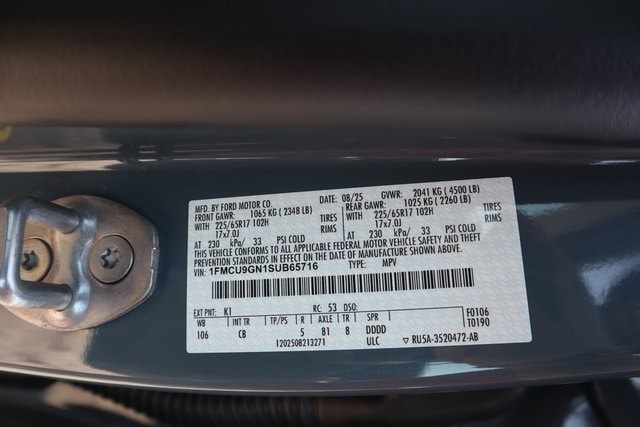 MFD. BY FORD MOTOR CO. DATE: 08/25 GVWR: 2041 KG ( 4500 LB)
FRONT GAWR: 1065 KG ( 2348 LB) REAR GAWR: 1025 KG ( 2260 LB)
225/65R17 102H TIRES 225/65R17 102H TIRES
17x7.0J RIMS 17x7.0J RIMS
AT 230 kPa/ 33 PSI COLD AT 230 kPa/ 33 PSI COLD
THIS VEHICLE CONFORMS TO ALL APPLICABLE FEDERAL MOTOR VEHICLE SAFETY
AND THEFT PREVENTION STANDARDS IN EFFECT ON THE DATE OF MANUFACTURE SHOWN ABOVE.
VIN: 1FMCU9GN1SUB65716 TYPE: MPV
EXT PNT: K1 RC: 53 DSO: F0106
WB INT TR TP/PS R AXLE TR SPR T0190
106 CB 5 B1 8 DDDD
1202508213271 ULC ▽ RU5A-3520472-AB